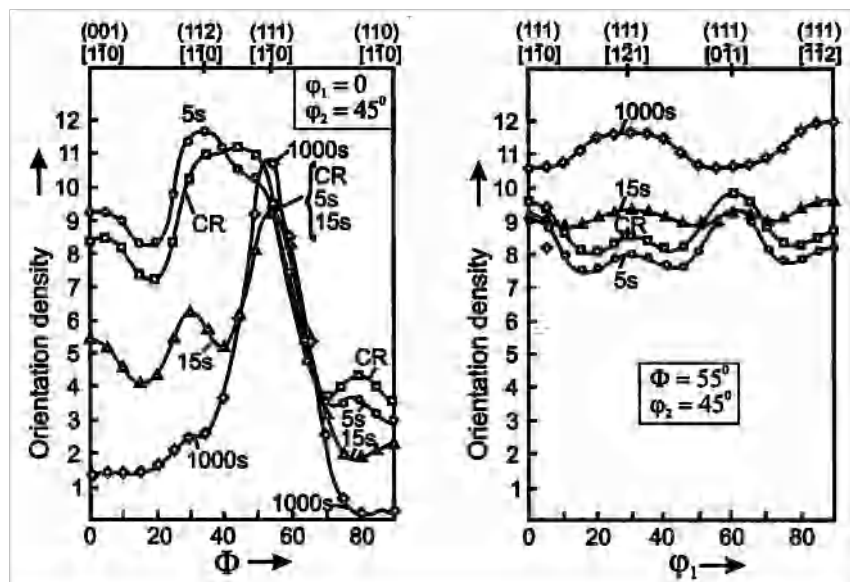 (001) (112) (111) (110)
[11̄0] [11̄0] [11̄0] [11̄0]
φ₁ = 0
φ₂ = 45⁰
5s
1000s
CR
5s
15s
CR
15s
1000s
CR
5s
15s
1000s
12
11
10
9
8
7
6
5
4
3
2
1
Orientation density
0 20 40 60 80
Φ
(111) (111) (111) (111)
[11̄0] [12̄1] [01̄1] [1̄1̄2]
1000s
15s
CR
5s
Φ = 55⁰
φ₂ = 45⁰
12
11
10
9
8
7
6
5
4
3
2
1
Orientation density
0 20 40 60 80
φ₁